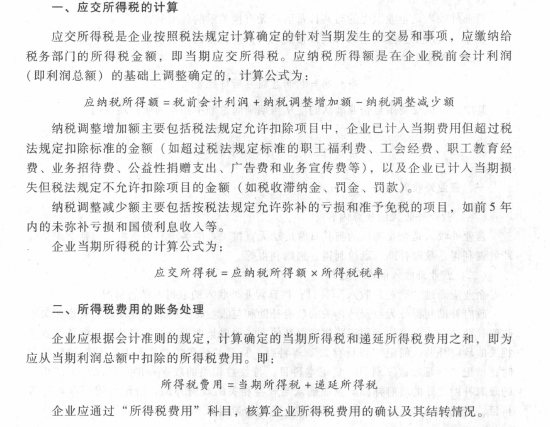 一、应交所得税的计算
应交所得税是企业按照税法规定计算确定的针对当期发生的交易和事项，应缴纳给
税务部门的所得税金额，即当期应交所得税。应纳税所得额是在企业税前会计利润
（即利润总额）的基础上调整确定的，计算公式为：
应纳税所得额=税前会计利润+纳税调整增加额-纳税调整减少额
纳税调整增加额主要包括税法规定允许扣除项目中，企业已计入当期费用但超过税
法规定扣除标准的金额（如超过税法规定标准的职工福利费、工会经费、职工教育经
费、业务招待费、公益性捐赠支出、广告费和业务宣传费等），以及企业已计入当期损
失但税法规定不允许扣除项目的金额（如税收滞纳金、罚金、罚款）。
纳税调整减少额主要包括按税法规定允许弥补的亏损和准予免税的项目，如前5年
内的未弥补亏损和国债利息收入等。
企业当期所得税的计算公式为：
应交所得税=应纳税所得额×所得税税率
二、所得税费用的账务处理
企业应根据会计准则的规定，计算确定的当期所得税和递延所得税费用之和，即为
应从当期利润总额中扣除的所得税费用。即：
所得税费用=当期所得税+递延所得税
企业应通过“所得税费用”科目，核算企业所得税费用的确认及其结转情况。